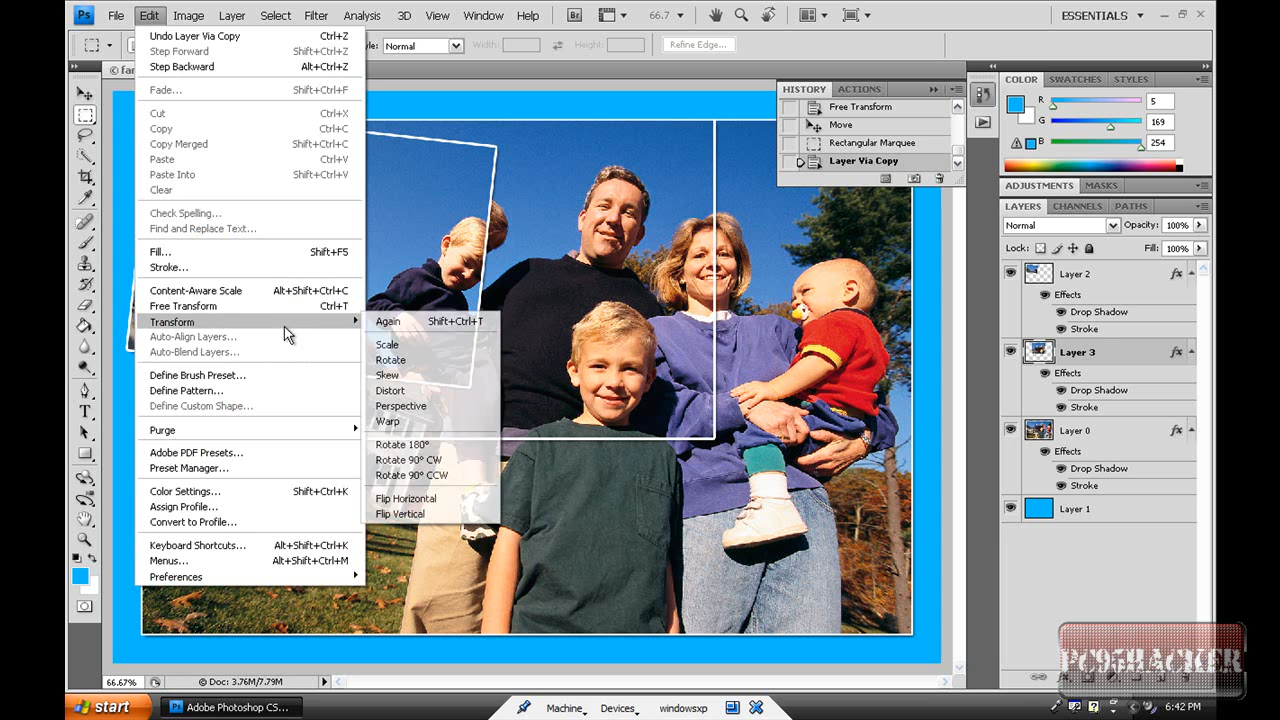 Ps File Edit Image Layer Select Filter Analysis 3D View Window Help Br 66.7 ESSENTIALS
Normal Width: Height: Refine Edge...
Undo Layer Via Copy Ctrl+Z
Step Forward Shift+Ctrl+Z
Step Backward Alt+Ctrl+Z
Fade... Shift+Ctrl+F
Cut Ctrl+X
Copy Ctrl+C
Copy Merged Shift+Ctrl+C
Paste Ctrl+V
Paste Into Shift+Ctrl+V
Clear
Check Spelling...
Find and Replace Text...
Fill... Shift+F5
Stroke...
Content-Aware Scale Alt+Shift+Ctrl+C
Free Transform Ctrl+T
Transform
Auto-Align Layers...
Auto-Blend Layers...
Define Brush Preset...
Define Pattern...
Define Custom Shape...
Purge
Adobe PDF Presets...
Preset Manager...
Color Settings... Shift+Ctrl+K
Assign Profile...
Convert to Profile...
Keyboard Shortcuts... Alt+Shift+Ctrl+K
Menus... Alt+Shift+Ctrl+M
Preferences
Again Shift+Ctrl+T
Scale
Rotate
Skew
Distort
Perspective
Warp
Rotate 180°
Rotate 90° CW
Rotate 90° CCW
Flip Horizontal
Flip Vertical
HISTORY ACTIONS
Free Transform
Move
Rectangular Marquee
Layer Via Copy
COLOR SWATCHES STYLES
R 5
G 169
B 254
ADJUSTMENTS MASKS
LAYERS CHANNELS PATHS
Normal Opacity: 100%
Lock: Fill: 100%
Layer 2 fx
Effects
Drop Shadow
Stroke
Layer 3 fx
Effects
Drop Shadow
Stroke
Layer 0 fx
Effects
Drop Shadow
Stroke
Layer 1
66.67% Doc: 3.76M/7.79M
start Ps Adobe Photoshop CS... Machine Devices windowsxp 6:42 PM